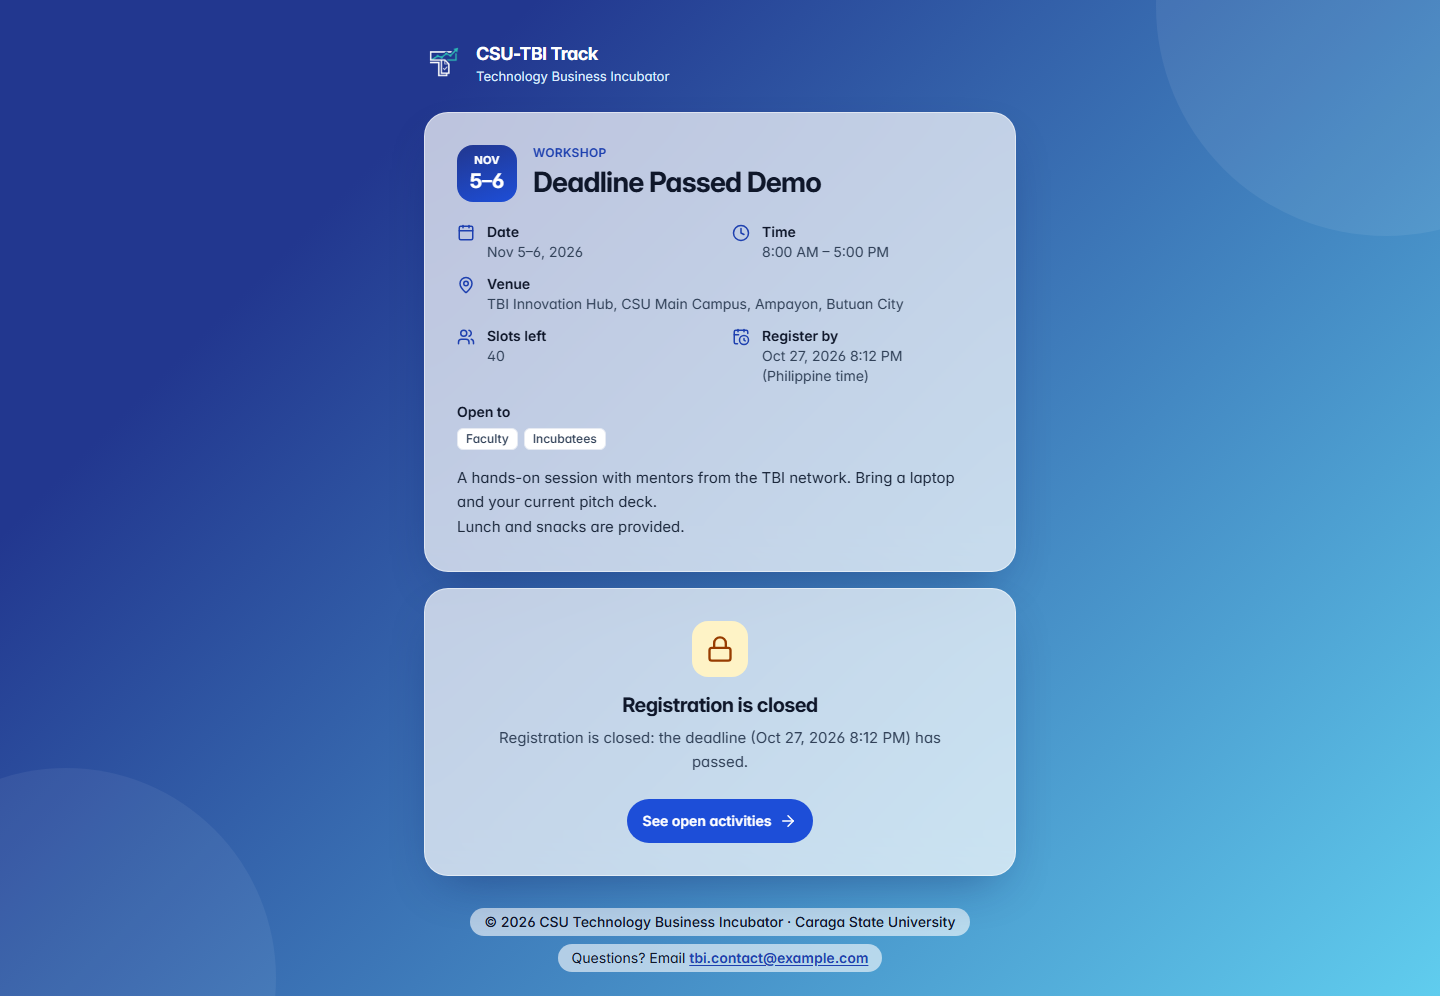 CSU-TBI Track
Technology Business Incubator
NOV
5–6
WORKSHOP
Deadline Passed Demo
Date
Nov 5–6, 2026
Time
8:00 AM – 5:00 PM
Venue
TBI Innovation Hub, CSU Main Campus, Ampayon, Butuan City
Slots left
40
Register by
Oct 27, 2026 8:12 PM
(Philippine time)
Open to
Faculty
Incubatees
A hands-on session with mentors from the TBI network. Bring a laptop
and your current pitch deck.
Lunch and snacks are provided.
Registration is closed
Registration is closed: the deadline (Oct 27, 2026 8:12 PM) has
passed.
See open activities
© 2026 CSU Technology Business Incubator · Caraga State University
Questions? Email tbi.contact@example.com